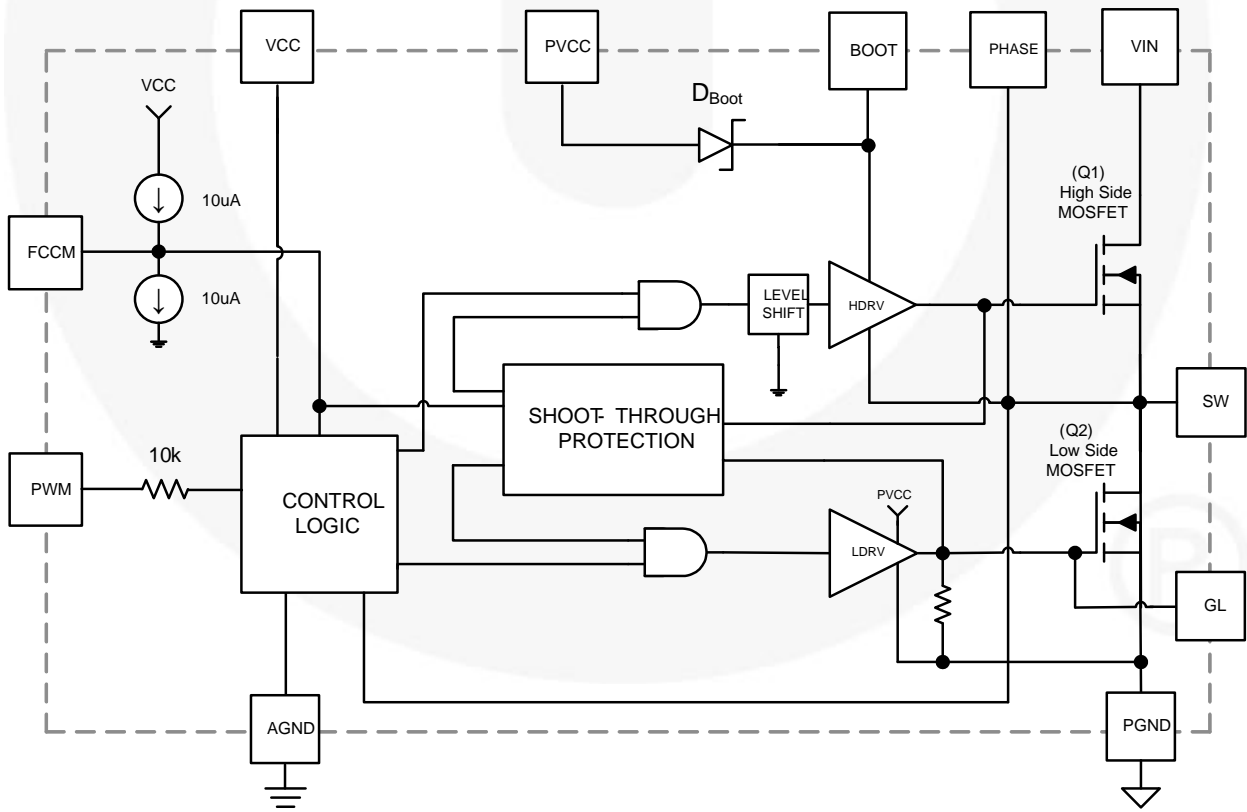 VCC
PVCC
BOOT
PHASE
VIN
VCC
DBoot
10uA
(Q1)
High Side
MOSFET
FCCM
10uA
LEVEL
SHIFT
HDRV
SHOOT- THROUGH
PROTECTION
SW
(Q2)
Low Side
MOSFET
10k
PWM
CONTROL
LOGIC
PVCC
LDRV
GL
AGND
PGND
®